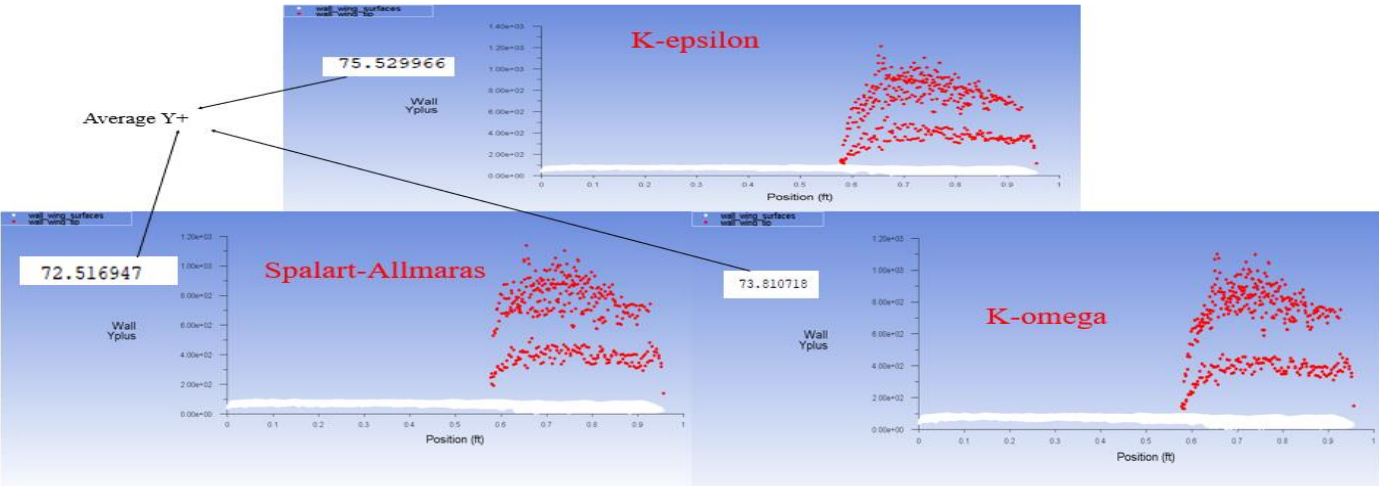 wall_wing_surfaces
wall_wing_tip
K-epsilon
75.529966
Wall
Yplus
1.40e+03
1.20e+03
1.00e+03
8.00e+02
6.00e+02
4.00e+02
2.00e+02
0.00e+00
0 0.1 0.2 0.3 0.4 0.5 0.6 0.7 0.8 0.9 1
Position (ft)
Average Y+
wall_wing_surfaces
wall_wing_tip
Spalart-Allmaras
72.516947
Wall
Yplus
1.20e+03
1.00e+03
8.00e+02
6.00e+02
4.00e+02
2.00e+02
0.00e+00
0 0.1 0.2 0.3 0.4 0.5 0.6 0.7 0.8 0.9 1
Position (ft)
wall_wing_surfaces
wall_wing_tip
K-omega
73.810718
Wall
Yplus
1.20e+03
1.00e+03
8.00e+02
6.00e+02
4.00e+02
2.00e+02
0.00e+00
0 0.1 0.2 0.3 0.4 0.5 0.6 0.7 0.8 0.9 1
Position (ft)